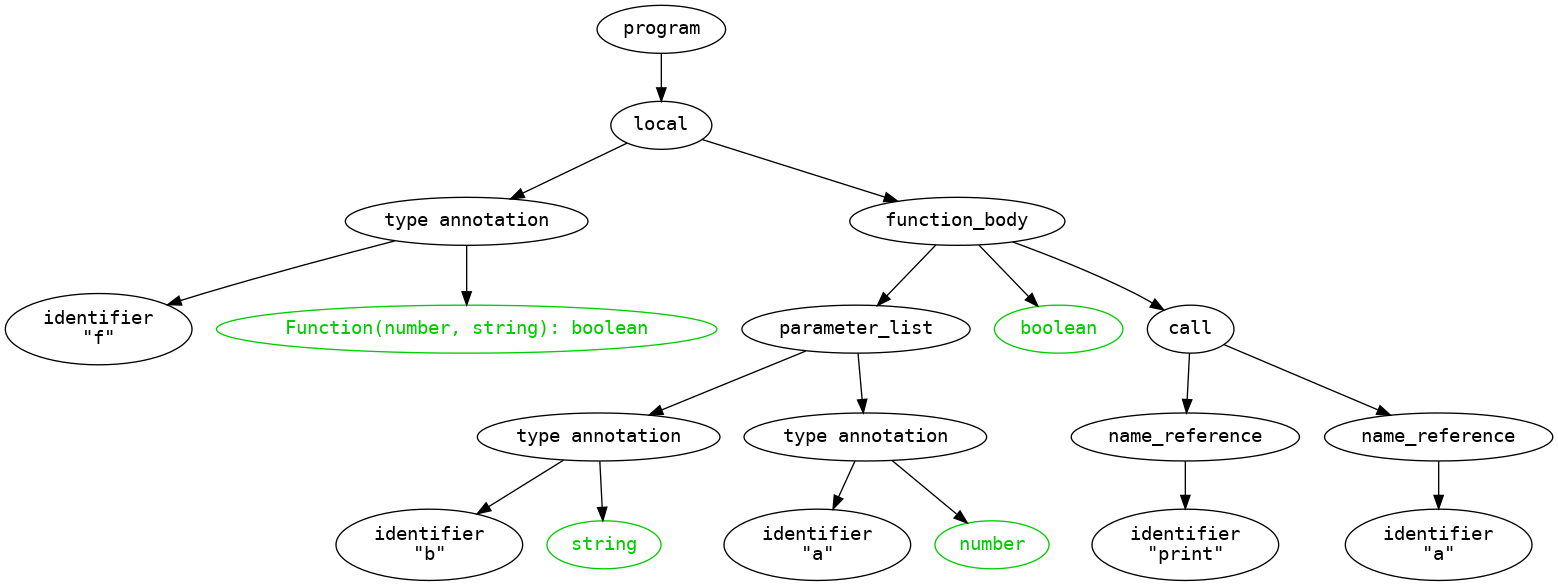 program
local
type annotation
function_body
identifier
"f"
Function(number, string): boolean
parameter_list
boolean
call
type annotation
type annotation
name_reference
name_reference
identifier
"b"
string
identifier
"a"
number
identifier
"print"
identifier
"a"